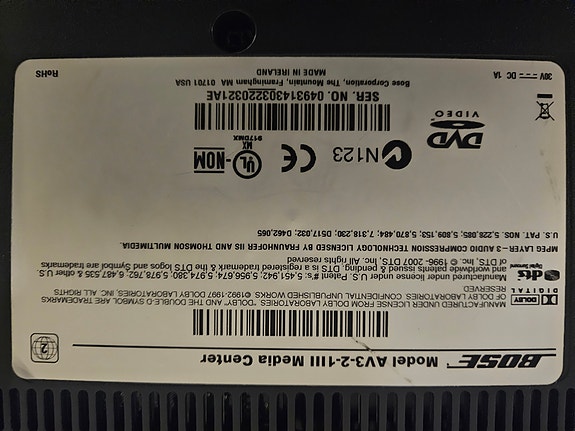 BOSE® Model AV3-2-1III Media Center
2
DOLBY
DIGITAL
MANUFACTURED UNDER LICENSE FROM DOLBY LABORATORIES. "DOLBY" AND THE DOUBLE-D SYMBOL ARE TRADEMARKS
OF DOLBY LABORATORIES. CONFIDENTIAL UNPUBLISHED WORKS. ©1992-1997 DOLBY LABORATORIES, INC. ALL RIGHTS
RESERVED
dts
Digital Surround
Manufactured under license under U.S. Patent #'s: 5,451,942; 5,956,674; 5,974,380; 5,978,762; 6,487,535 & other U.S.
and worldwide patents issued & pending. DTS is a registered trademark & the DTS logos and Symbol are trademarks
of DTS, Inc. © 1996-2007 DTS, Inc. All rights reserved
MPEG LAYER-3 AUDIO COMPRESSION TECHNOLOGY LICENSED BY FRAUNHOFER IIS AND THOMSON MULTIMEDIA.
U.S. PAT. NOS. 5,228,085; 5,809,153; 5,870,484; 7,318,230; D517,032; D462,065
DVD
VIDEO™
N123
CE
UL
MX
917DMX
NOM
SER. NO. 049314303220321AE
Bose Corporation, The Mountain, Framingham MA 01701 USA
MADE IN IRELAND
30V DC 1A
RoHS